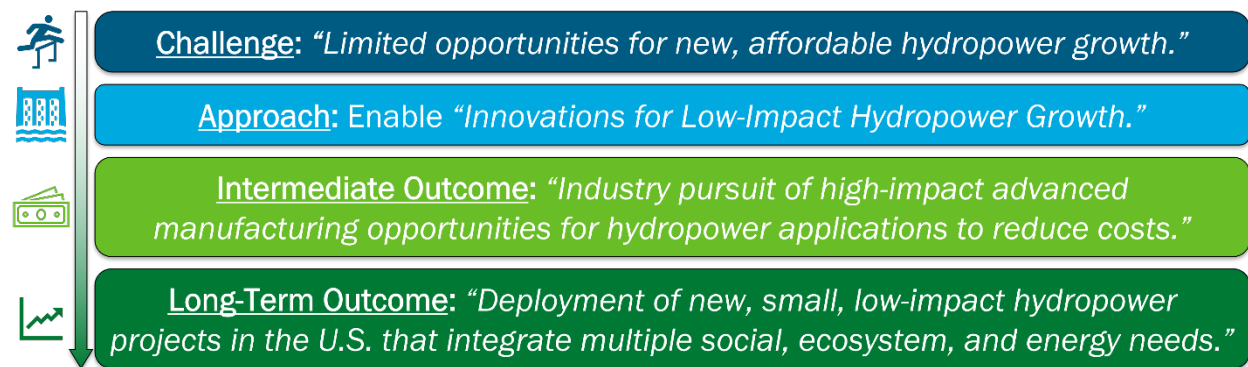 Challenge: “Limited opportunities for new, affordable hydropower growth.”
Approach: Enable “Innovations for Low-Impact Hydropower Growth.”
Intermediate Outcome: “Industry pursuit of high-impact advanced
manufacturing opportunities for hydropower applications to reduce costs.”
Long-Term Outcome: “Deployment of new, small, low-impact hydropower
projects in the U.S. that integrate multiple social, ecosystem, and energy needs.”